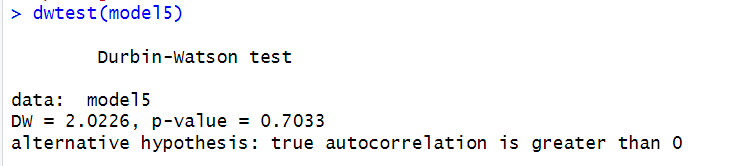 > dwtest(model5)
Durbin-Watson test
data: model5
DW = 2.0226, p-value = 0.7033
alternative hypothesis: true autocorrelation is greater than 0